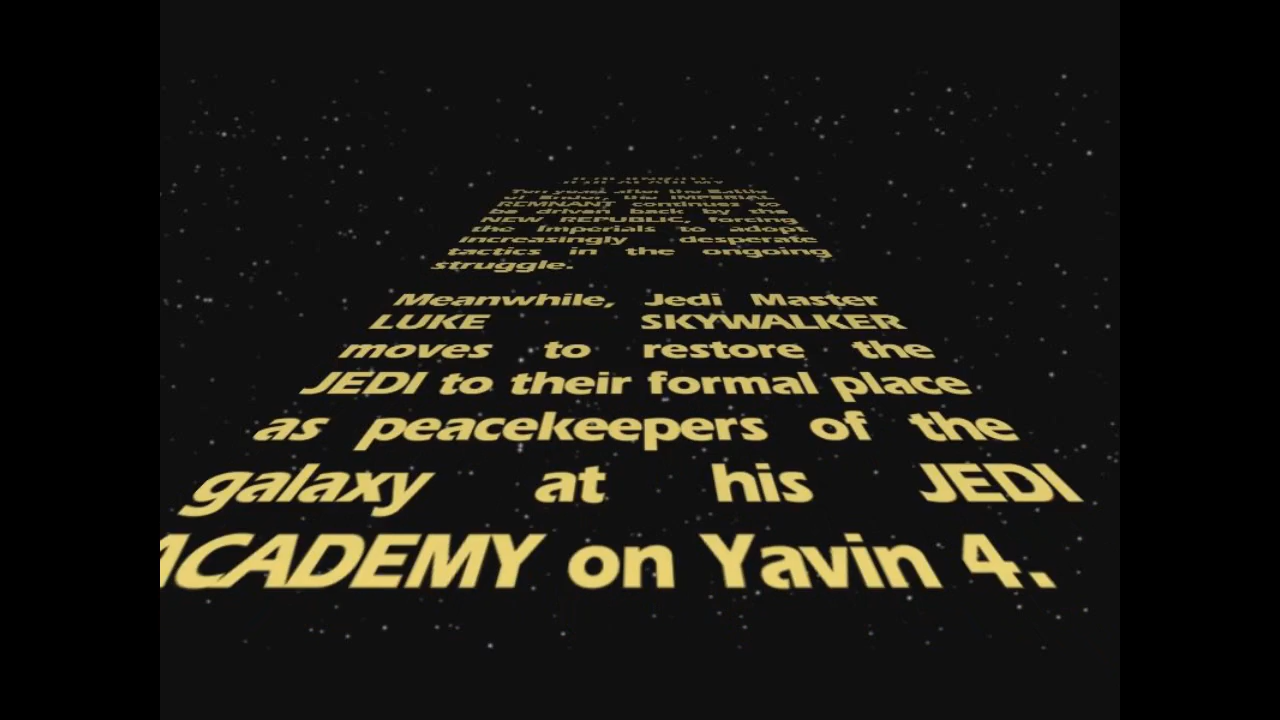 Ten years after the Battle
of Endor, the IMPERIAL
REMNANT continues to
be driven back by the
NEW REPUBLIC, forcing
the Imperials to adopt
increasingly desperate
tactics in the ongoing
struggle.
Meanwhile, Jedi Master
LUKE SKYWALKER
moves to restore the
JEDI to their formal place
as peacekeepers of the
galaxy at his JEDI
ACADEMY on Yavin 4.